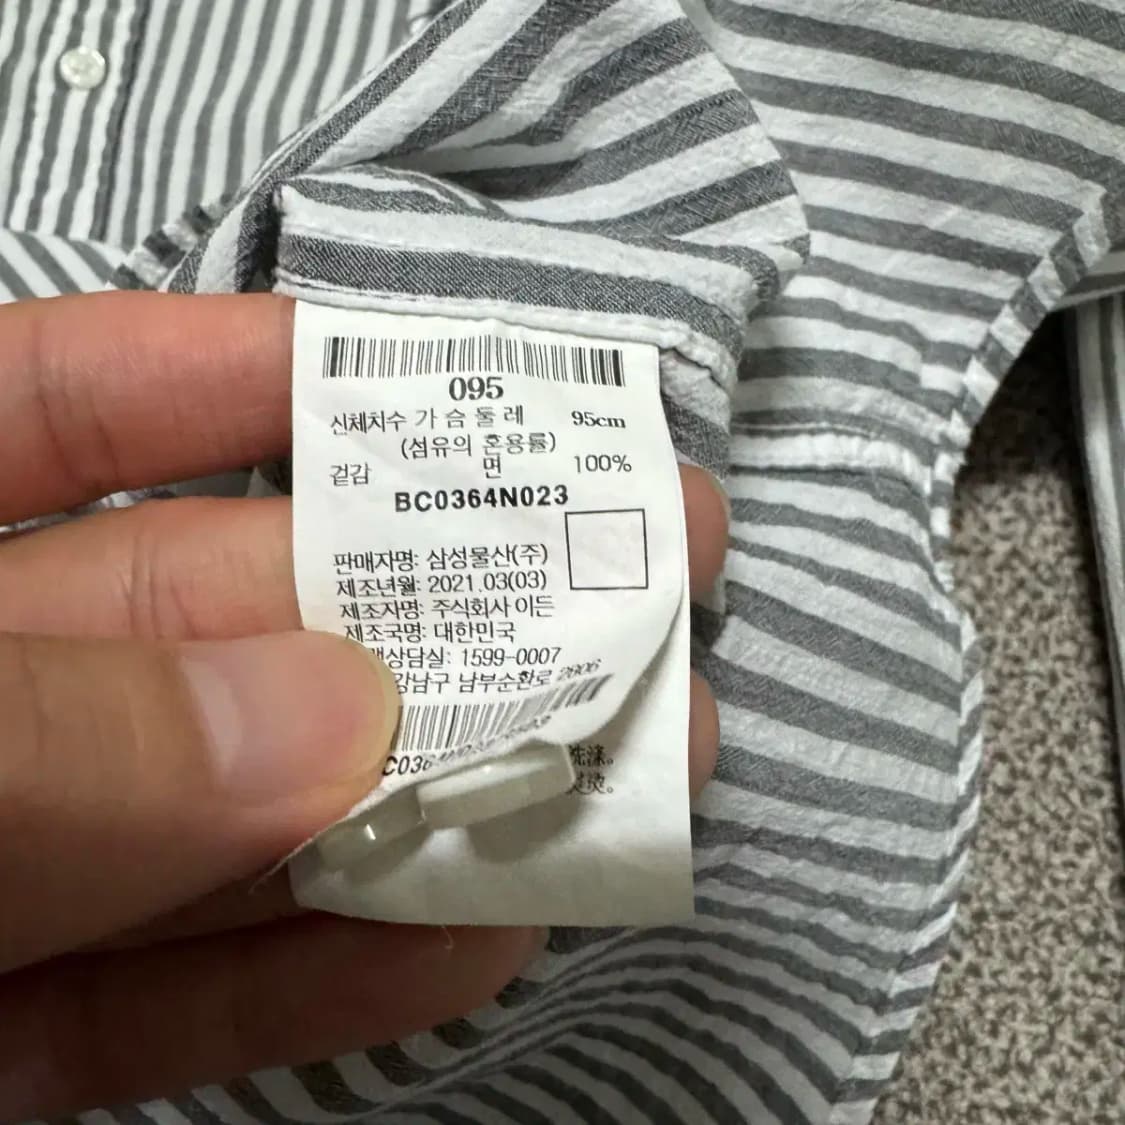 095
신체치수 가 슴 둘 레 95cm
(섬유의 혼용률)
겉감 면 100%
BC0364N023
판매자명: 삼성물산(주)
제조년월: 2021.03(03)
제조자명: 주식회사 이든
제조국명: 대한민국
상담실: 1599-0007
강남구 남부순환로 2806
洗涤。